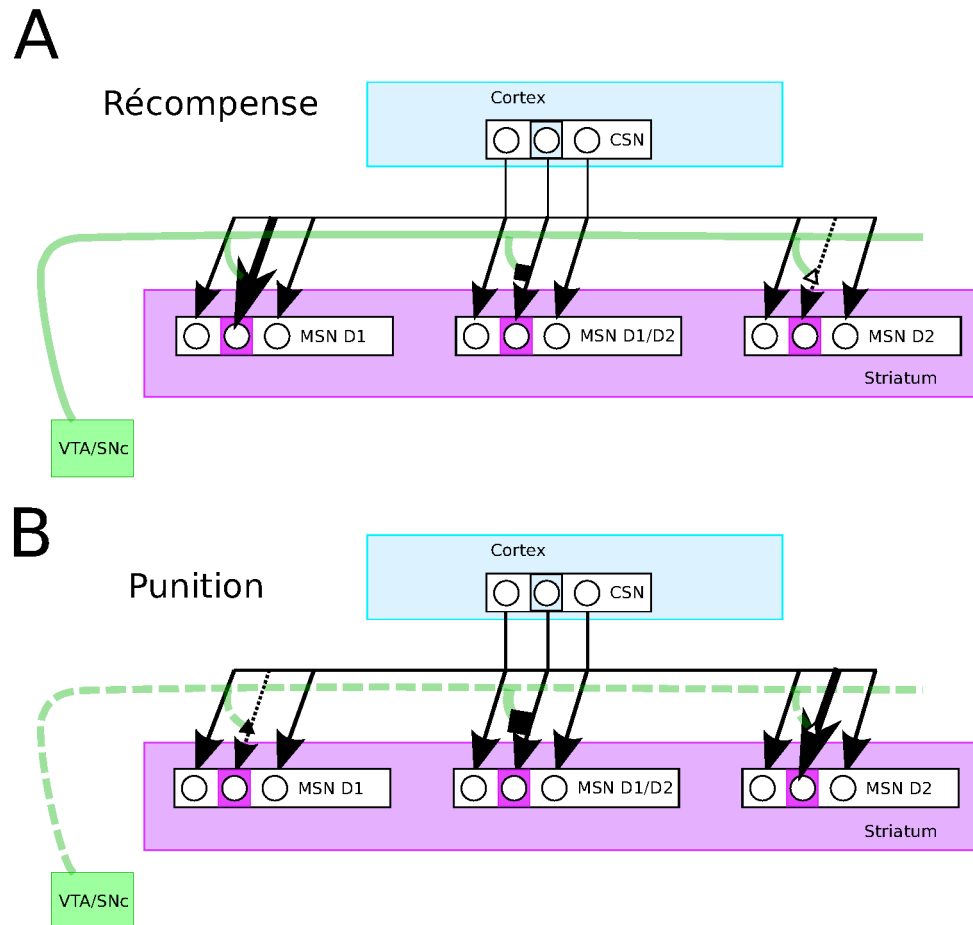 A
Récompense
Cortex
CSN
MSN D1
MSN D1/D2
MSN D2
Striatum
VTA/SNc
B
Punition
Cortex
CSN
MSN D1
MSN D1/D2
MSN D2
Striatum
VTA/SNc